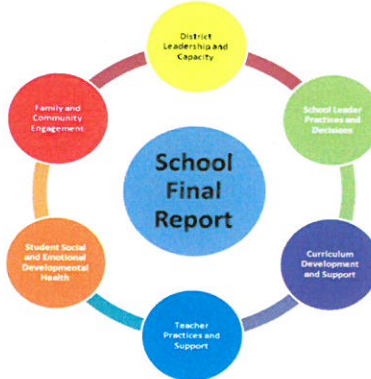 District
Leadership and
Capacity
School Leader
Practices and
Decisions
Curriculum
Development
and Support
Teacher
Practices and
Support
Student Social
and Emotional
Developmental
Health
Family and
Community
Engagement
School
Final
Report